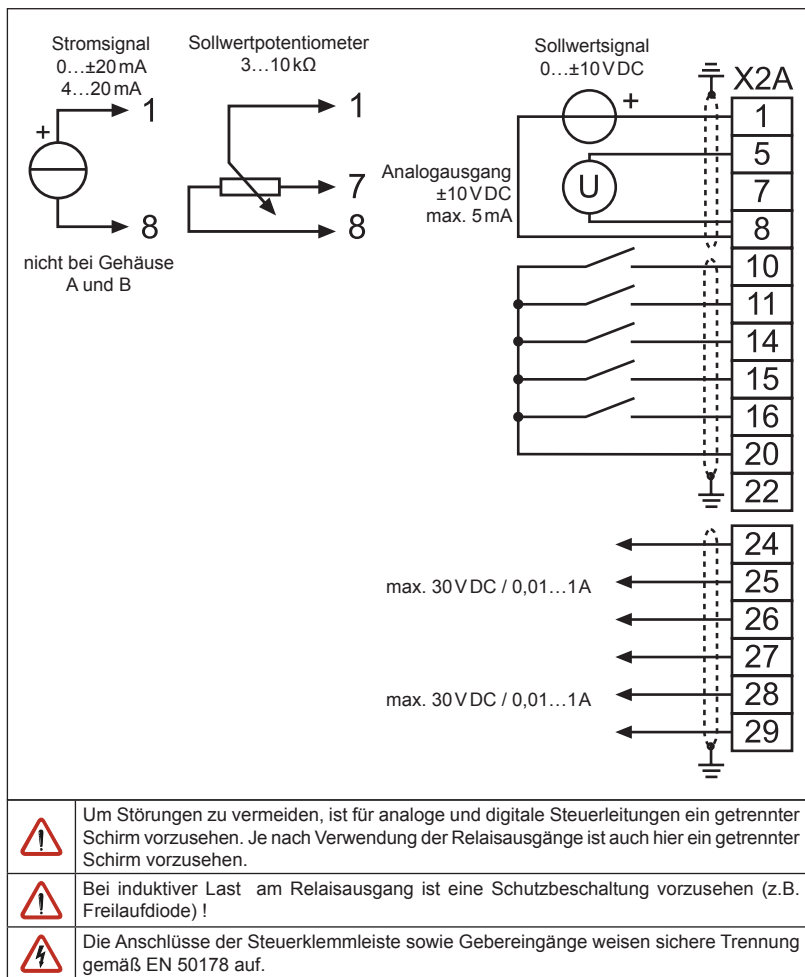 Stromsignal
0…±20 mA
4…20 mA
+
1
8
nicht bei Gehäuse
A und B
Sollwertpotentiometer
3…10 kΩ
1
7
8
Sollwertsignal
0…±10 V DC
+
Analogausgang
±10 V DC
max. 5 mA
U
X2A
1
5
7
8
10
11
14
15
16
20
22
24
25
26
27
28
29
max. 30 V DC / 0,01…1A
max. 30 V DC / 0,01…1A
Um Störungen zu vermeiden, ist für analoge und digitale Steuerleitungen ein getrennter
Schirm vorzusehen. Je nach Verwendung der Relaisausgänge ist auch hier ein getrennter
Schirm vorzusehen.
Bei induktiver Last am Relaisausgang ist eine Schutzbeschaltung vorzusehen (z.B.
Freilaufdiode) !
Die Anschlüsse der Steuerklemmleiste sowie Gebereingänge weisen sichere Trennung
gemäß EN 50178 auf.